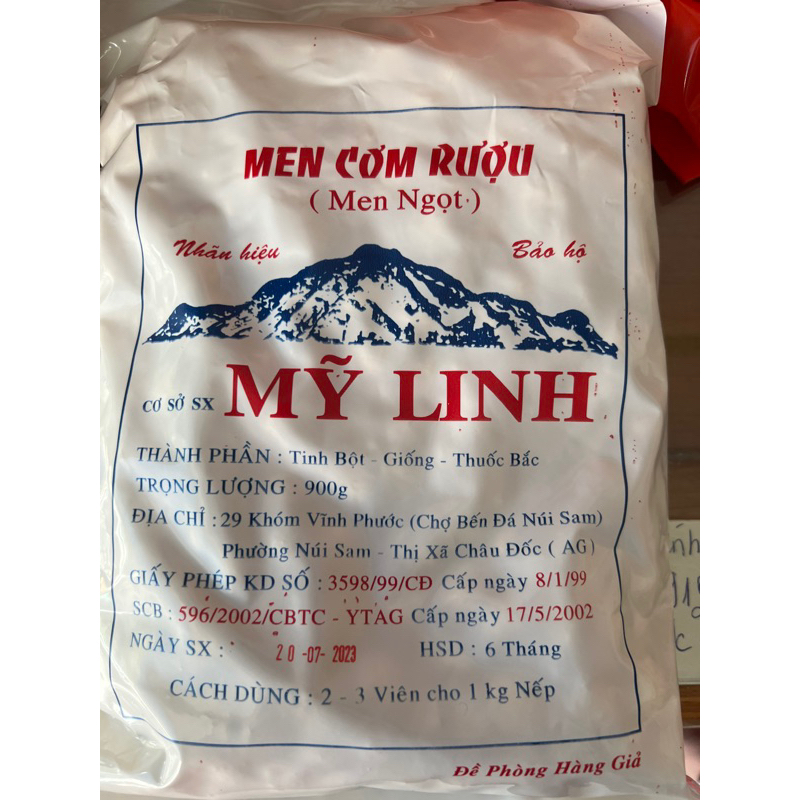 MEN CƠM RƯỢU
( Men Ngọt )
Nhãn hiệu Bảo hộ
CƠ SỞ SX MỸ LINH
THÀNH PHẦN : Tinh Bột - Giống - Thuốc Bắc
TRỌNG LƯỢNG : 900g
ĐỊA CHỈ : 29 Khóm Vĩnh Phước (Chợ Bến Đá Núi Sam)
Phường Núi Sam - Thị Xã Châu Đốc ( AG)
GIẤY PHÉP KD SỐ : 3598/99/CĐ Cấp ngày 8/1/99
SCB : 596/2002/CBTC - YTAG Cấp ngày 17/5/2002
NGÀY SX : 20-07-2023 HSD : 6 Tháng
CÁCH DÙNG : 2 - 3 Viên cho 1 kg Nếp
Đề Phòng Hàng Giả